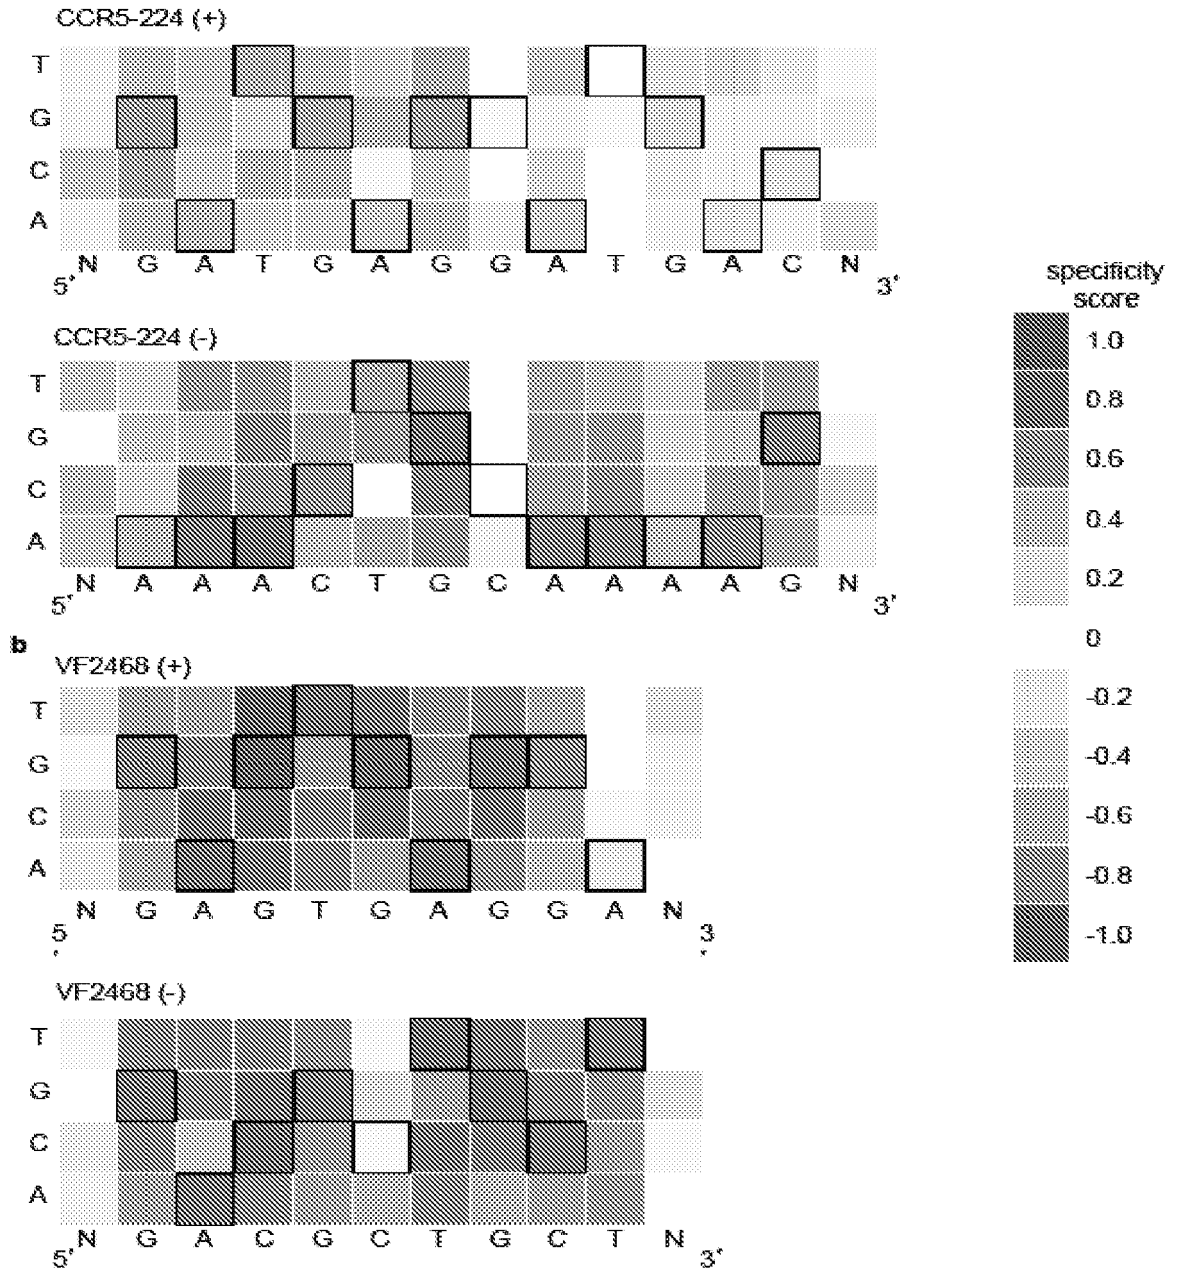 CCR5-224 (+)
T
G
C
A
N G A T G A G G A T G A C N
5' 3'
CCR5-224 (-)
T
G
C
A
N A A A C T G C A A A A G N
5' 3'
specificity
score
1.0
0.8
0.6
0.4
0.2
0
-0.2
-0.4
-0.6
-0.8
-1.0
b
VF2468 (+)
T
G
C
A
N G A G T G A G G A N
5' 3'
VF2468 (-)
T
G
C
A
N G A C G C T G C T N
5' 3'